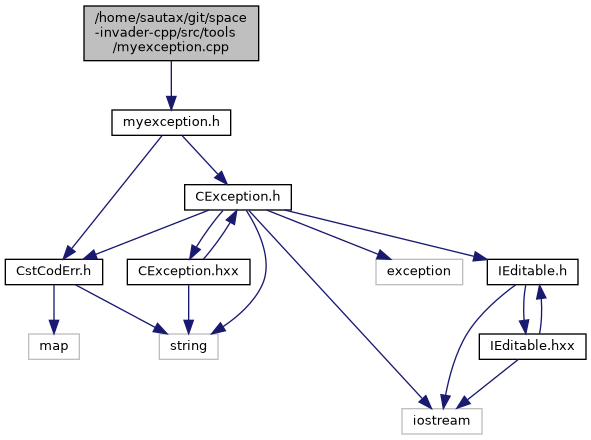 /home/sautax/git/space
-invader-cpp/src/tools
/myexception.cpp
myexception.h
CException.h
CstCodErr.h
CException.hxx
exception
IEditable.h
map
string
IEditable.hxx
iostream